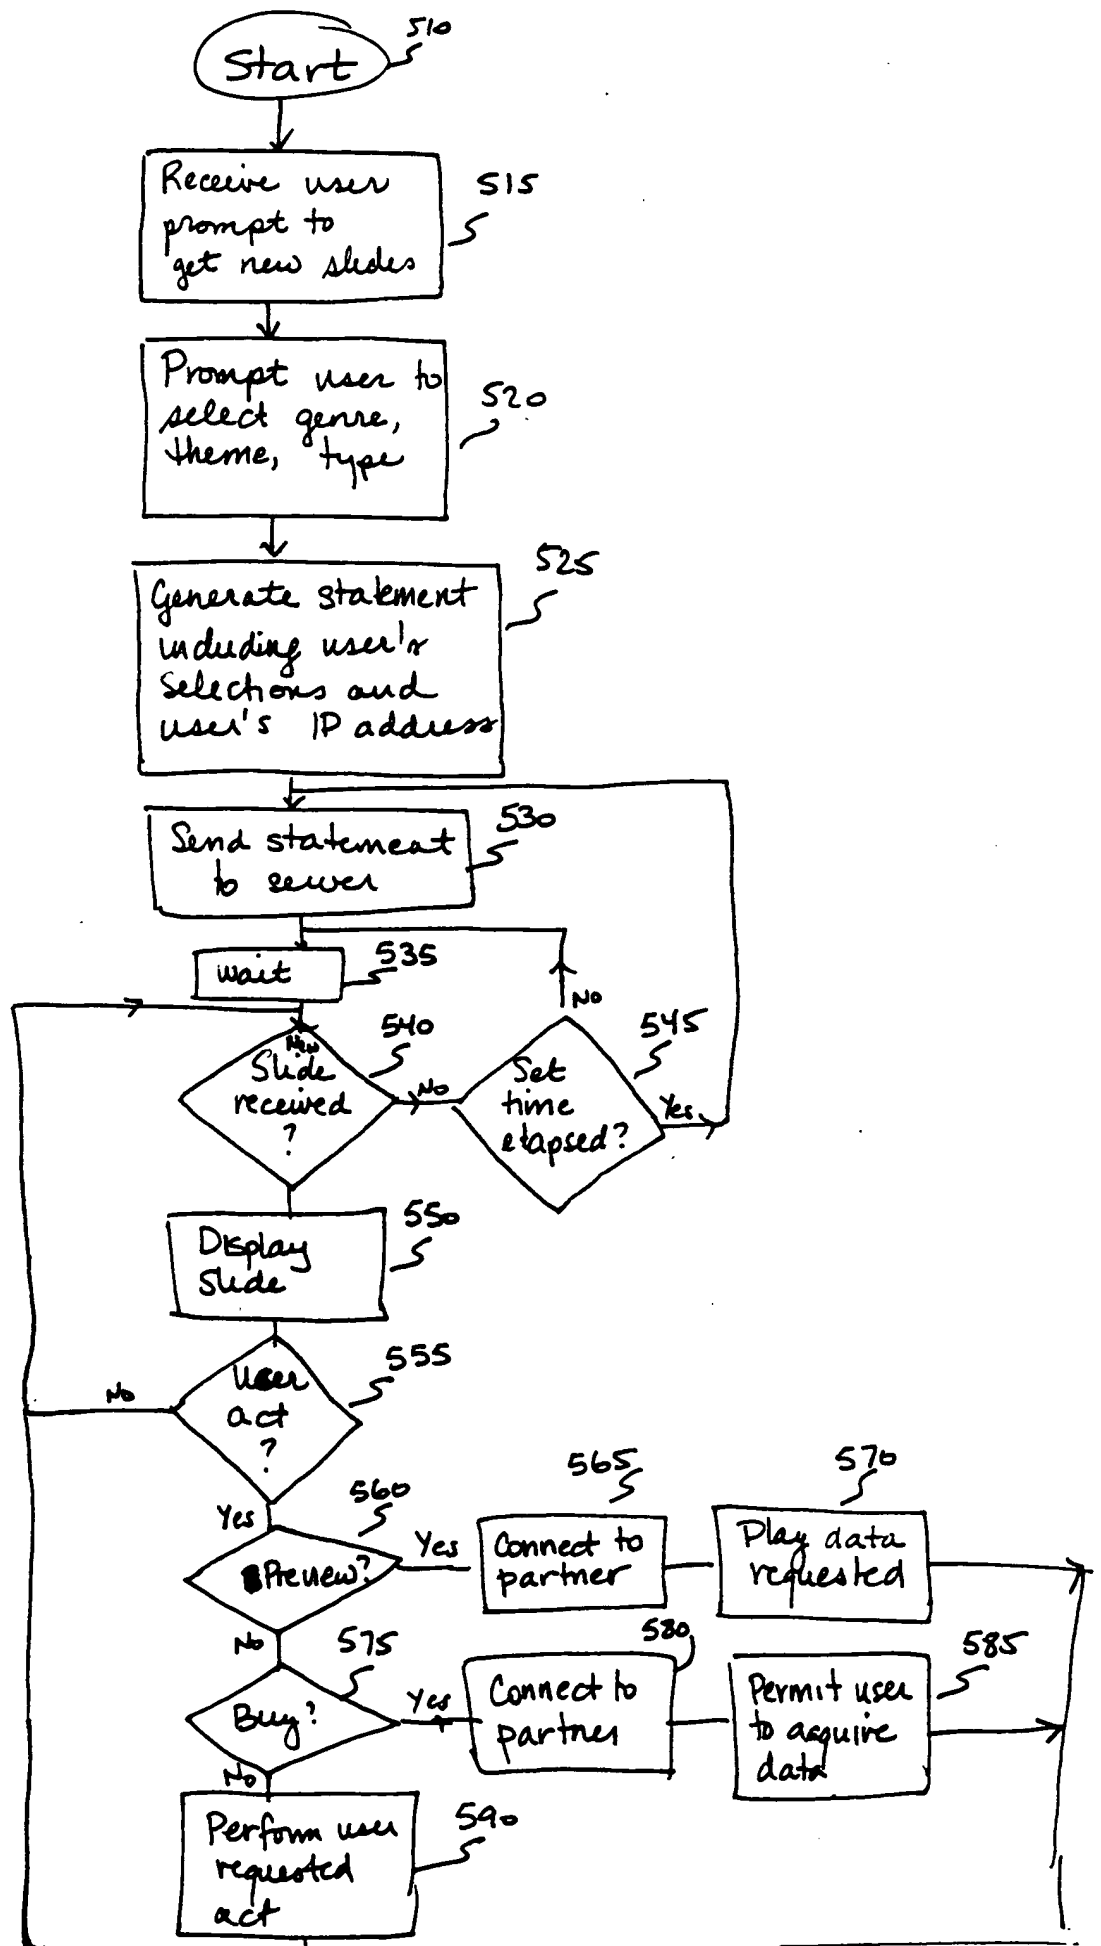 510
Start
Receive user
prompt to
get new slides
515
Prompt user to
select genre,
theme, type
520
525
Generate statement
including user's
selections and
user's IP address
530
Send statement
to server
wait
535
No
540
New
Slide
received
?
No
545
Set
time
elapsed?
Yes
550
Display
slide
555
User
act
?
No
Yes
560
Preview?
Yes
565
Connect to
partner
570
Play data
requested
No
575
Buy?
Yes
580
Connect to
partner
585
Permit user
to acquire
data
No
590
Perform user
requested
act